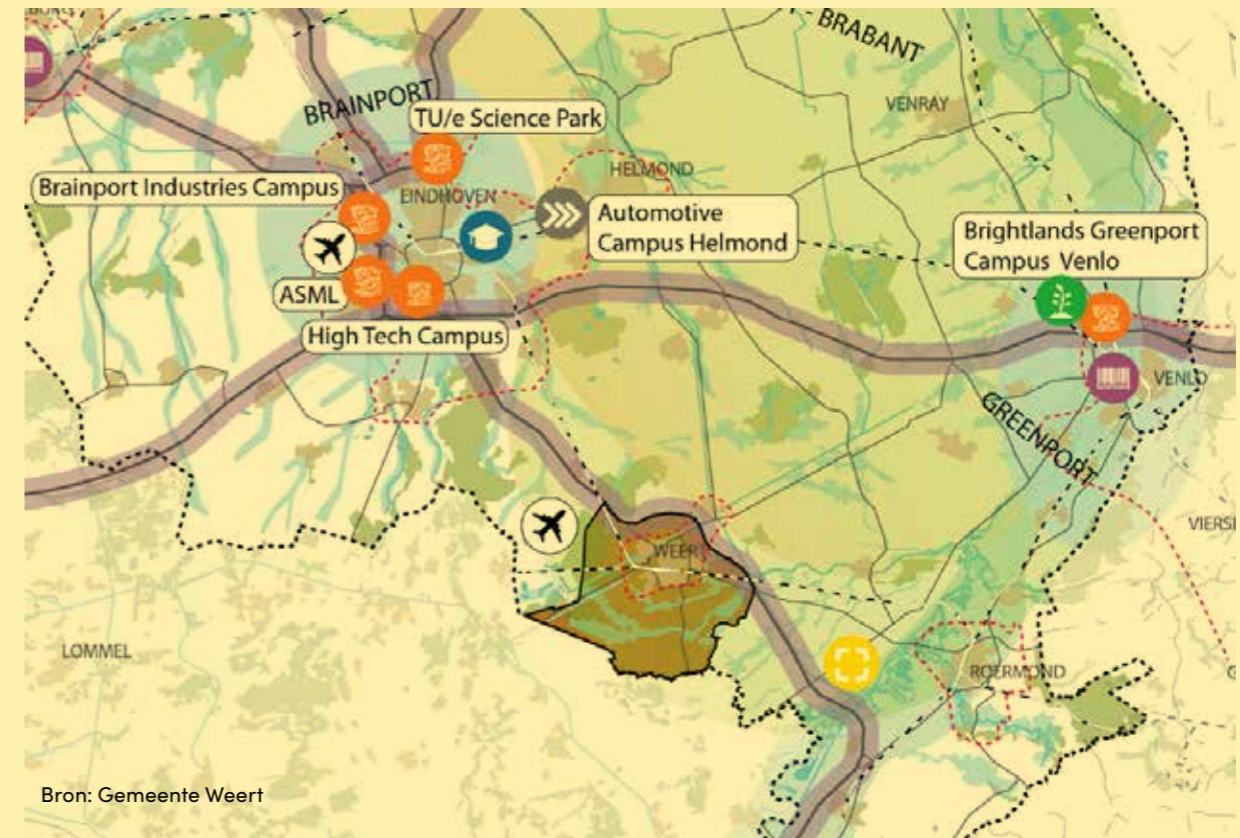 BRABANT
BRAINPORT
VENRAY
TU/e Science Park
HELMOND
Brainport Industries Campus
EINDHOVEN
Automotive
Campus Helmond
Brightlands Greenport
Campus Venlo
ASML
High Tech Campus
VENLO
GREENPORT
WEERT
LOMMEL
ROERMOND
Bron: Gemeente Weert